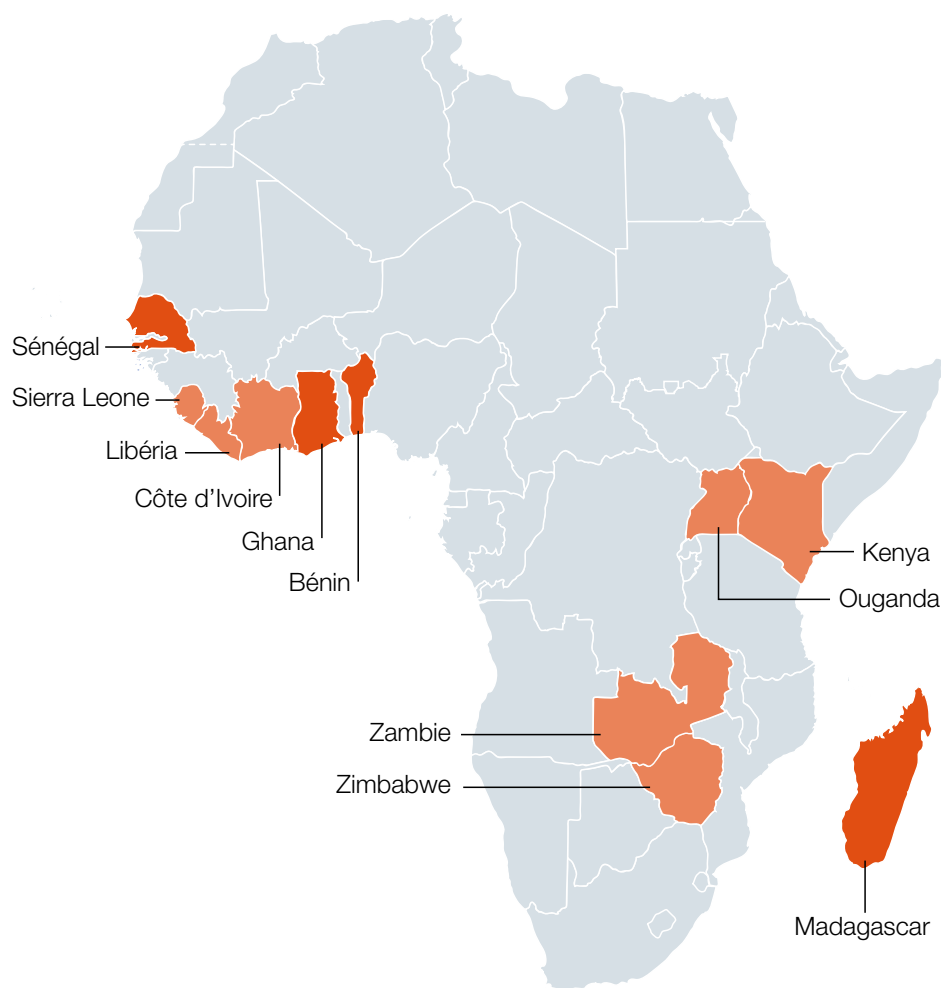 Sénégal
Sierra Leone
Libéria
Côte d’Ivoire
Ghana
Bénin
Kenya
Ouganda
Zambie
Zimbabwe
Madagascar